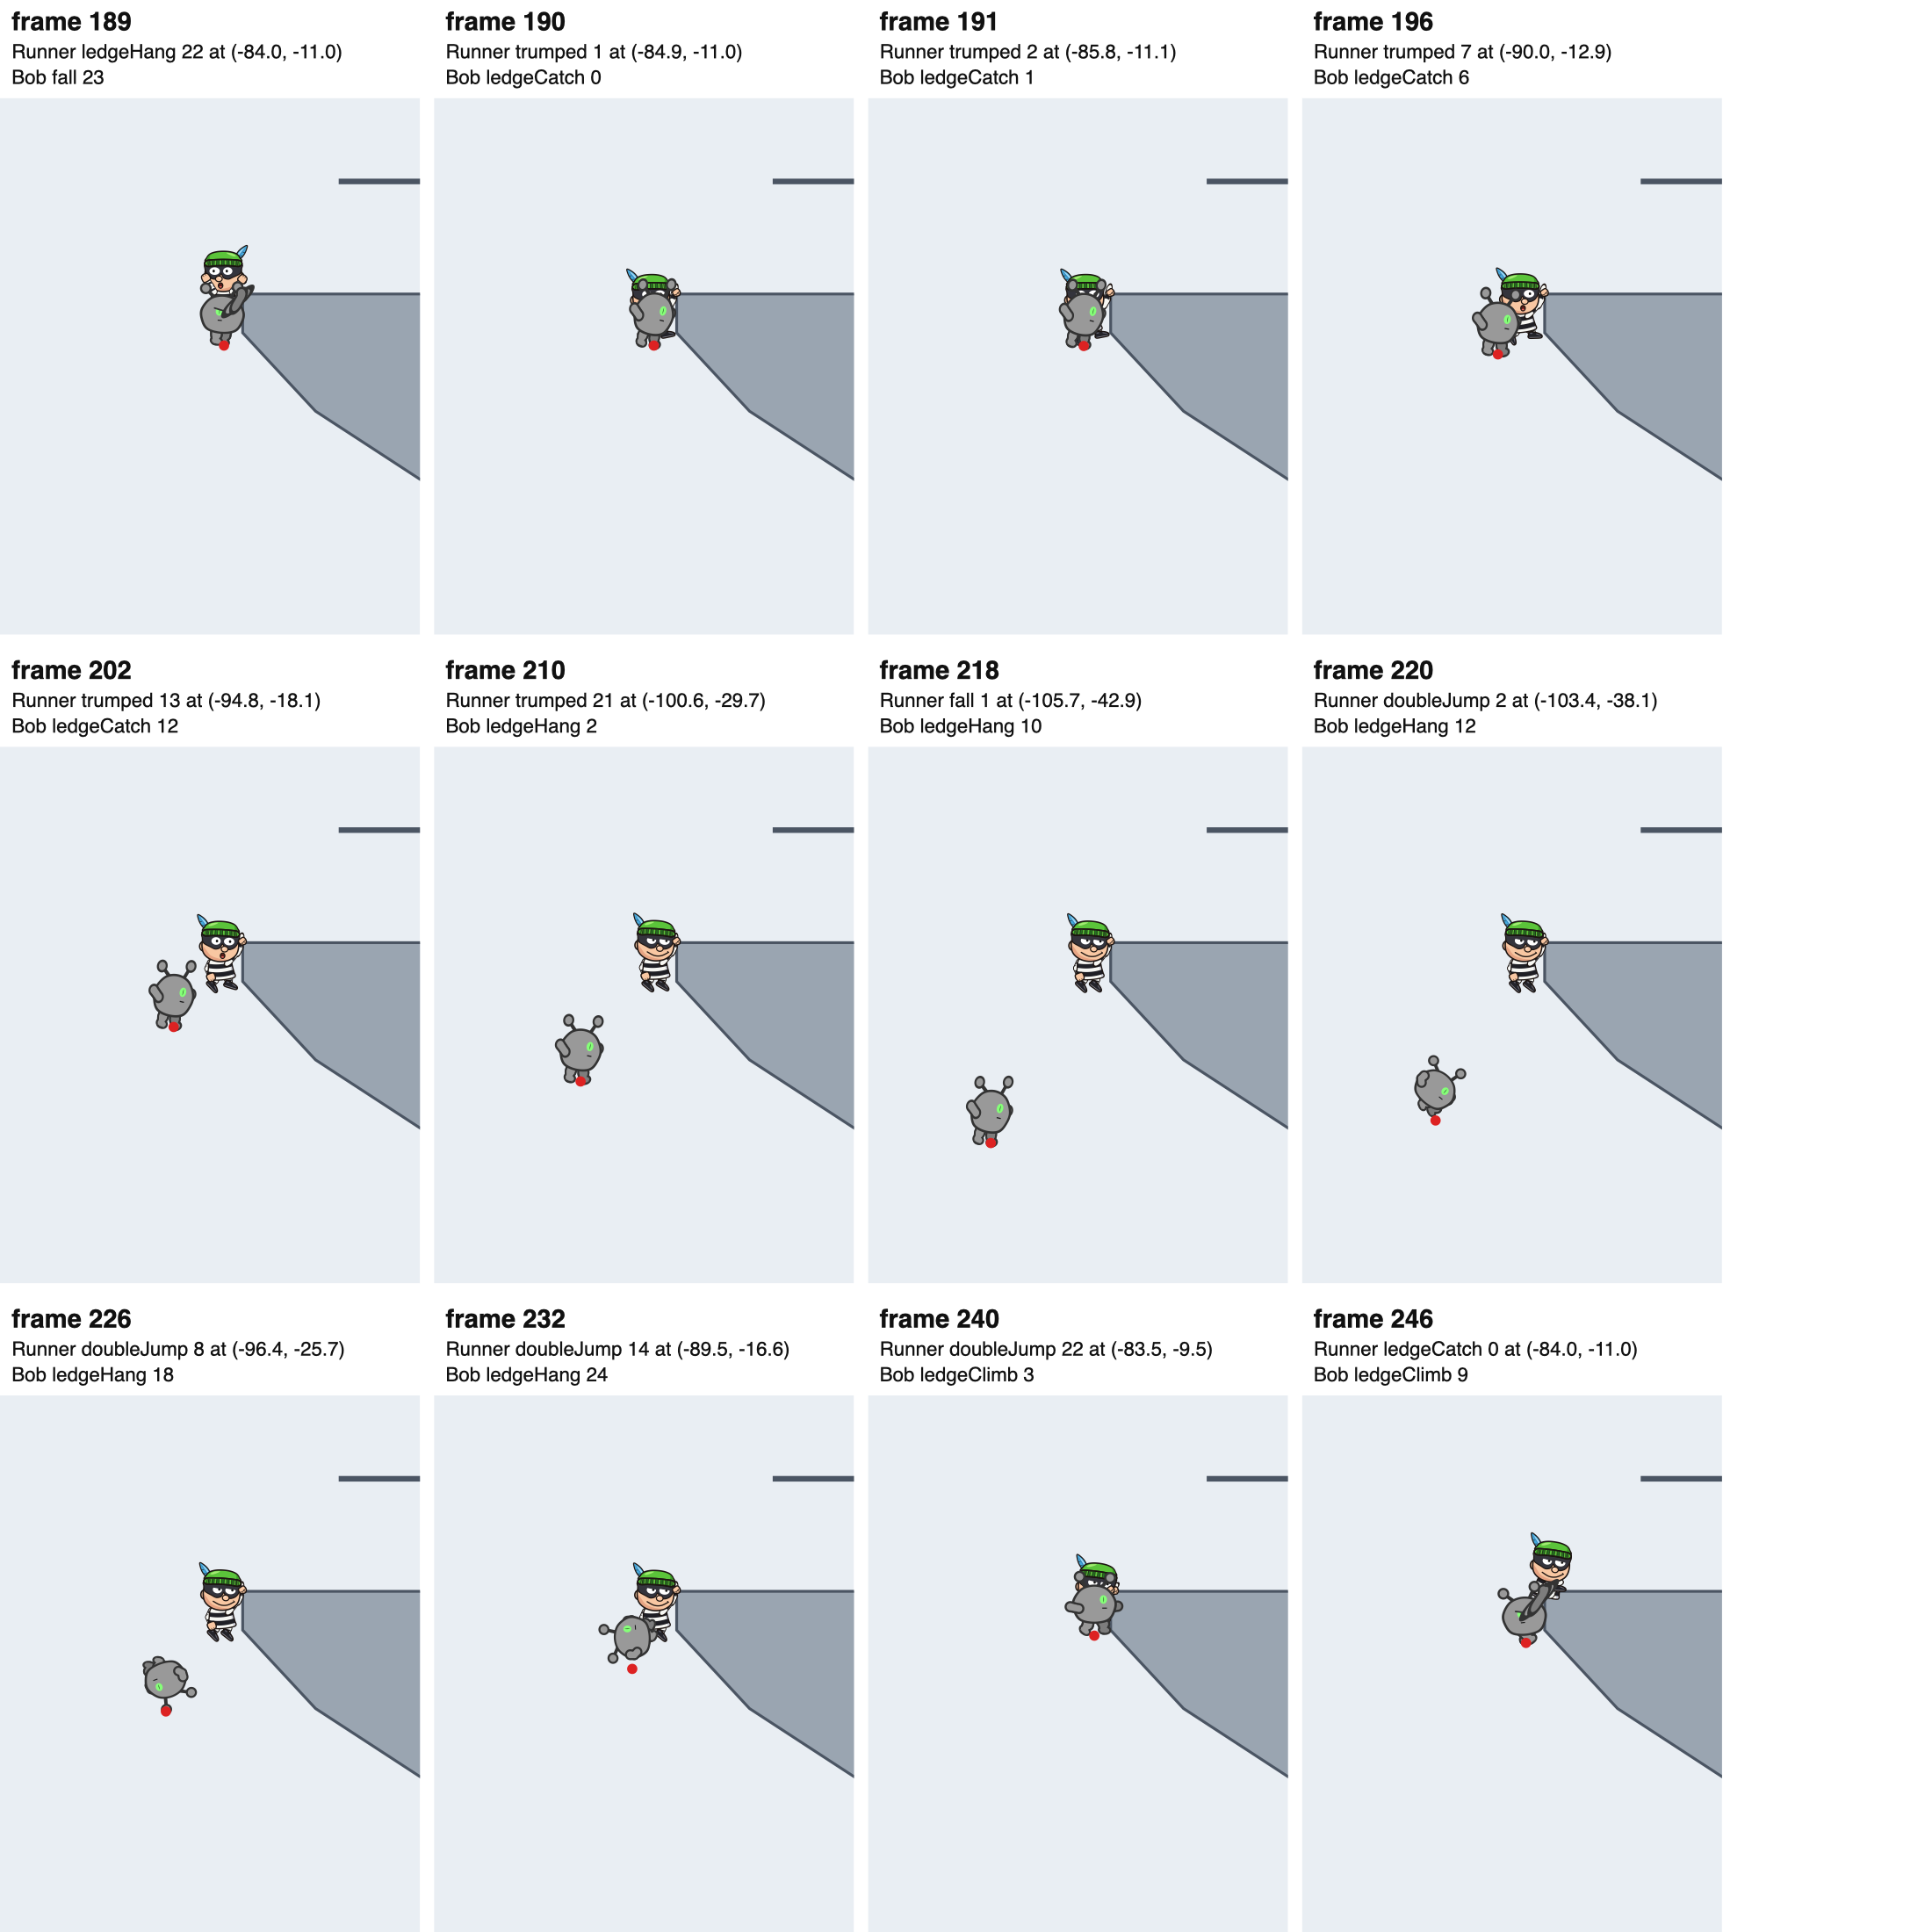 frame 189
Runner ledgeHang 22 at (-84.0, -11.0)
Bob fall 23
frame 190
Runner trumped 1 at (-84.9, -11.0)
Bob ledgeCatch 0
frame 191
Runner trumped 2 at (-85.8, -11.1)
Bob ledgeCatch 1
frame 196
Runner trumped 7 at (-90.0, -12.9)
Bob ledgeCatch 6
frame 202
Runner trumped 13 at (-94.8, -18.1)
Bob ledgeCatch 12
frame 210
Runner trumped 21 at (-100.6, -29.7)
Bob ledgeHang 2
frame 218
Runner fall 1 at (-105.7, -42.9)
Bob ledgeHang 10
frame 220
Runner doubleJump 2 at (-103.4, -38.1)
Bob ledgeHang 12
frame 226
Runner doubleJump 8 at (-96.4, -25.7)
Bob ledgeHang 18
frame 232
Runner doubleJump 14 at (-89.5, -16.6)
Bob ledgeHang 24
frame 240
Runner doubleJump 22 at (-83.5, -9.5)
Bob ledgeClimb 3
frame 246
Runner ledgeCatch 0 at (-84.0, -11.0)
Bob ledgeClimb 9